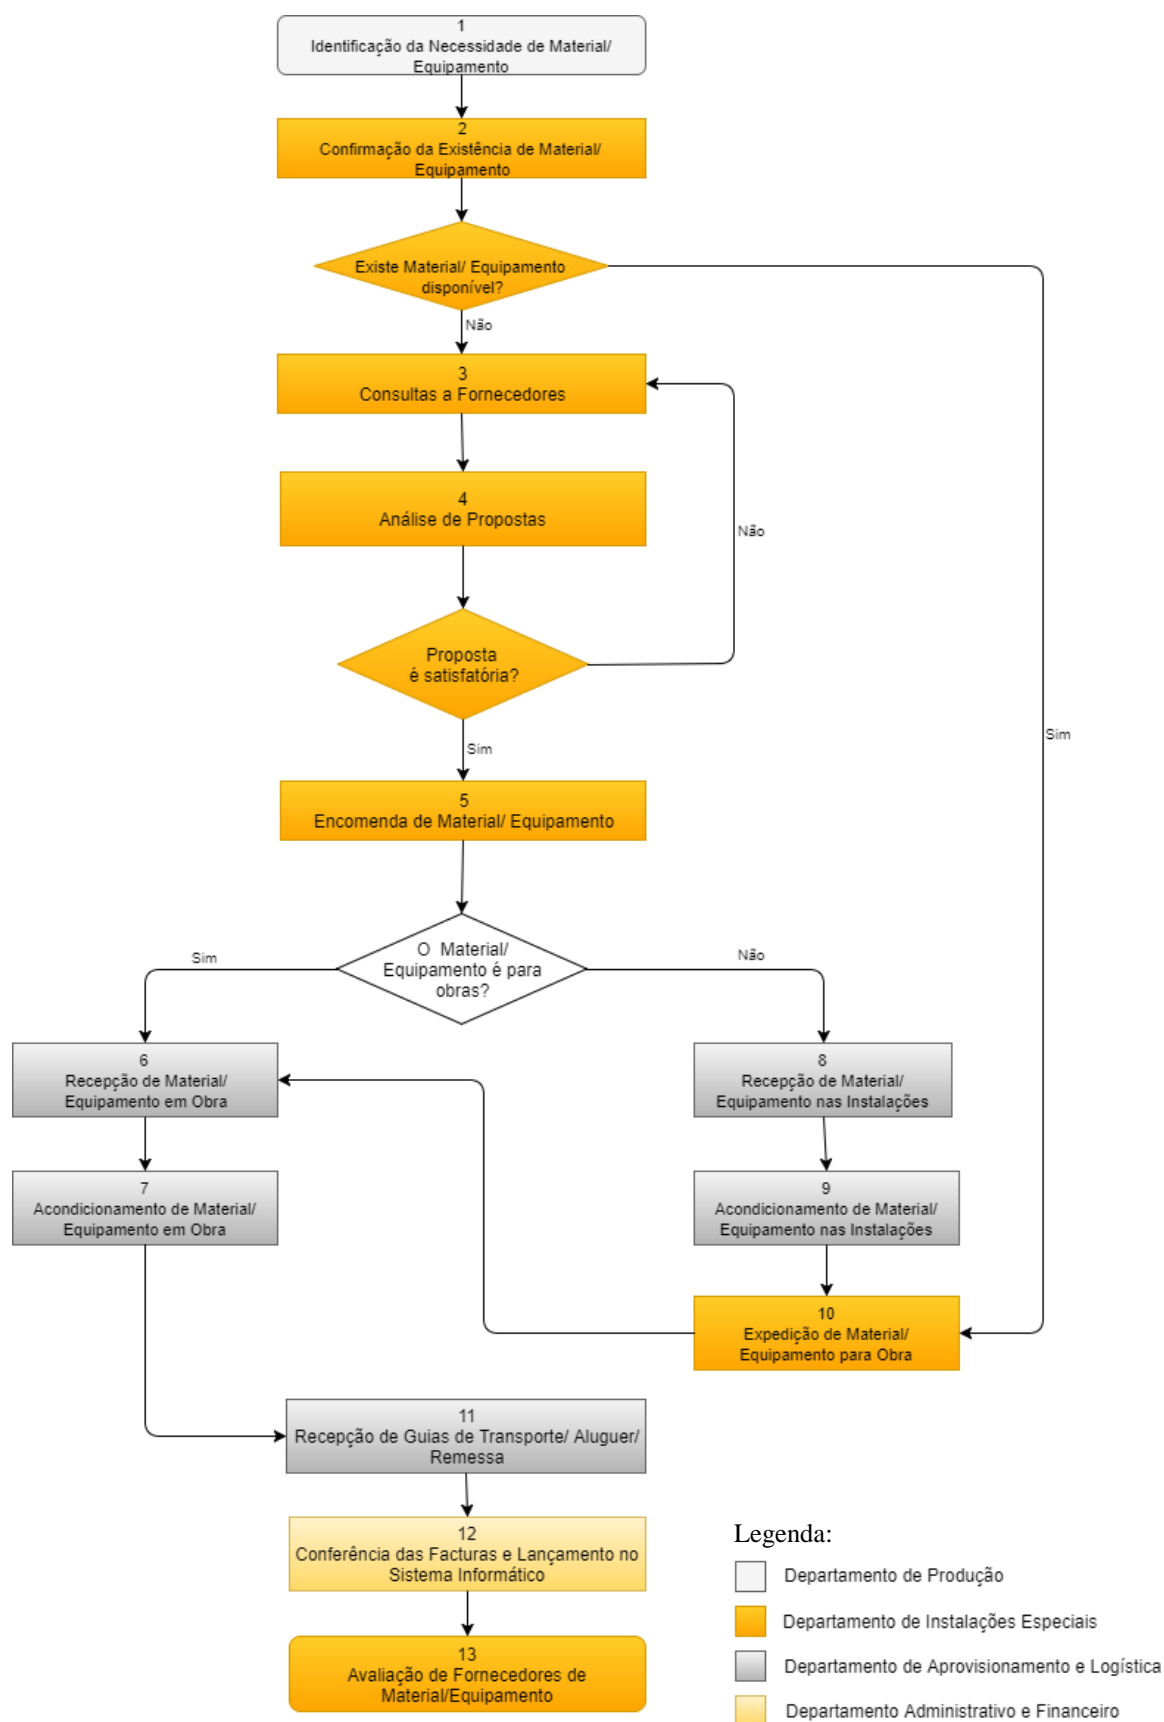 1
Identificação da Necessidade de Material/
Equipamento
2
Confirmação da Existência de Material/
Equipamento
Existe Material/ Equipamento
disponível?
Não
3
Consultas a Fornecedores
4
Análise de Propostas
Não
Proposta
é satisfatória?
Sim
Sim
5
Encomenda de Material/ Equipamento
O Material/
Equipamento é para
obras?
Sim
Não
6
Recepção de Material/
Equipamento em Obra
8
Recepção de Material/
Equipamento nas Instalações
7
Acondicionamento de Material/
Equipamento em Obra
9
Acondicionamento de Material/
Equipamento nas Instalações
10
Expedição de Material/
Equipamento para Obra
11
Recepção de Guias de Transporte/ Aluguer/
Remessa
12
Conferência das Facturas e Lançamento no
Sistema Informático
13
Avaliação de Fornecedores de
Material/Equipamento
Legenda:
Departamento de Produção
Departamento de Instalações Especiais
Departamento de Aprovisionamento e Logística
Departamento Administrativo e Financeiro